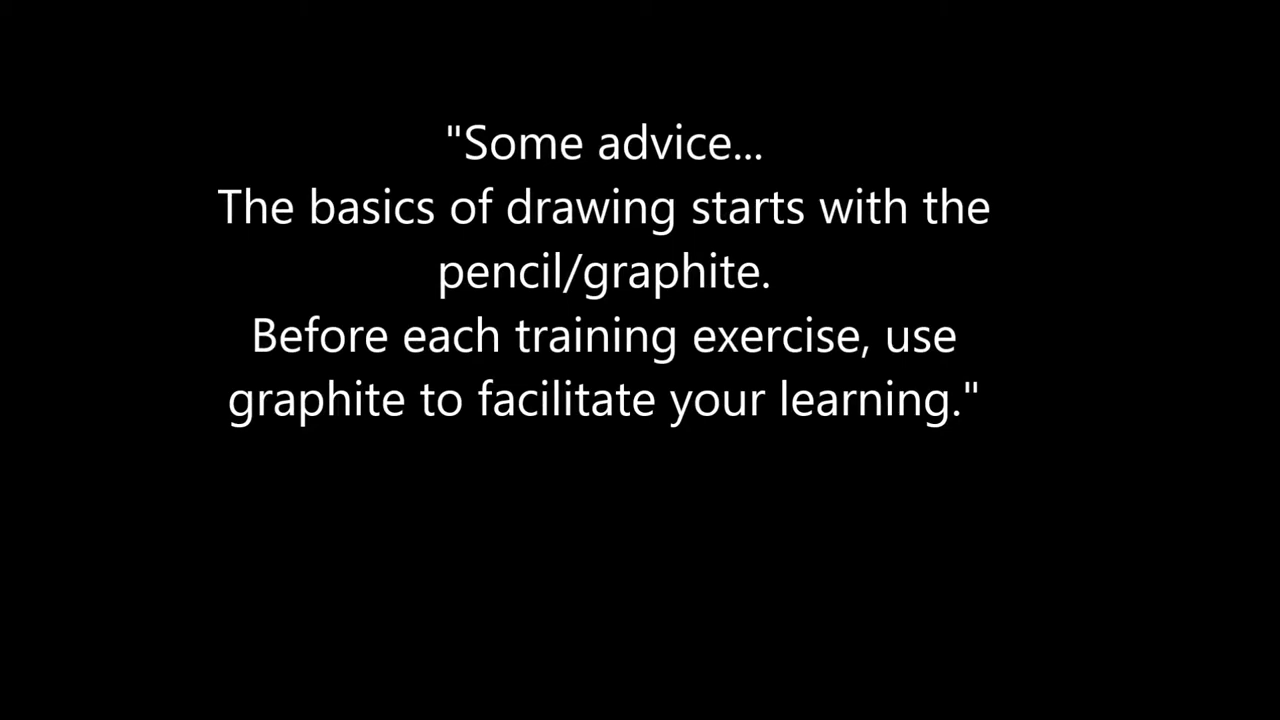 "Some advice...
The basics of drawing starts with the
pencil/graphite.
Before each training exercise, use
graphite to facilitate your learning."